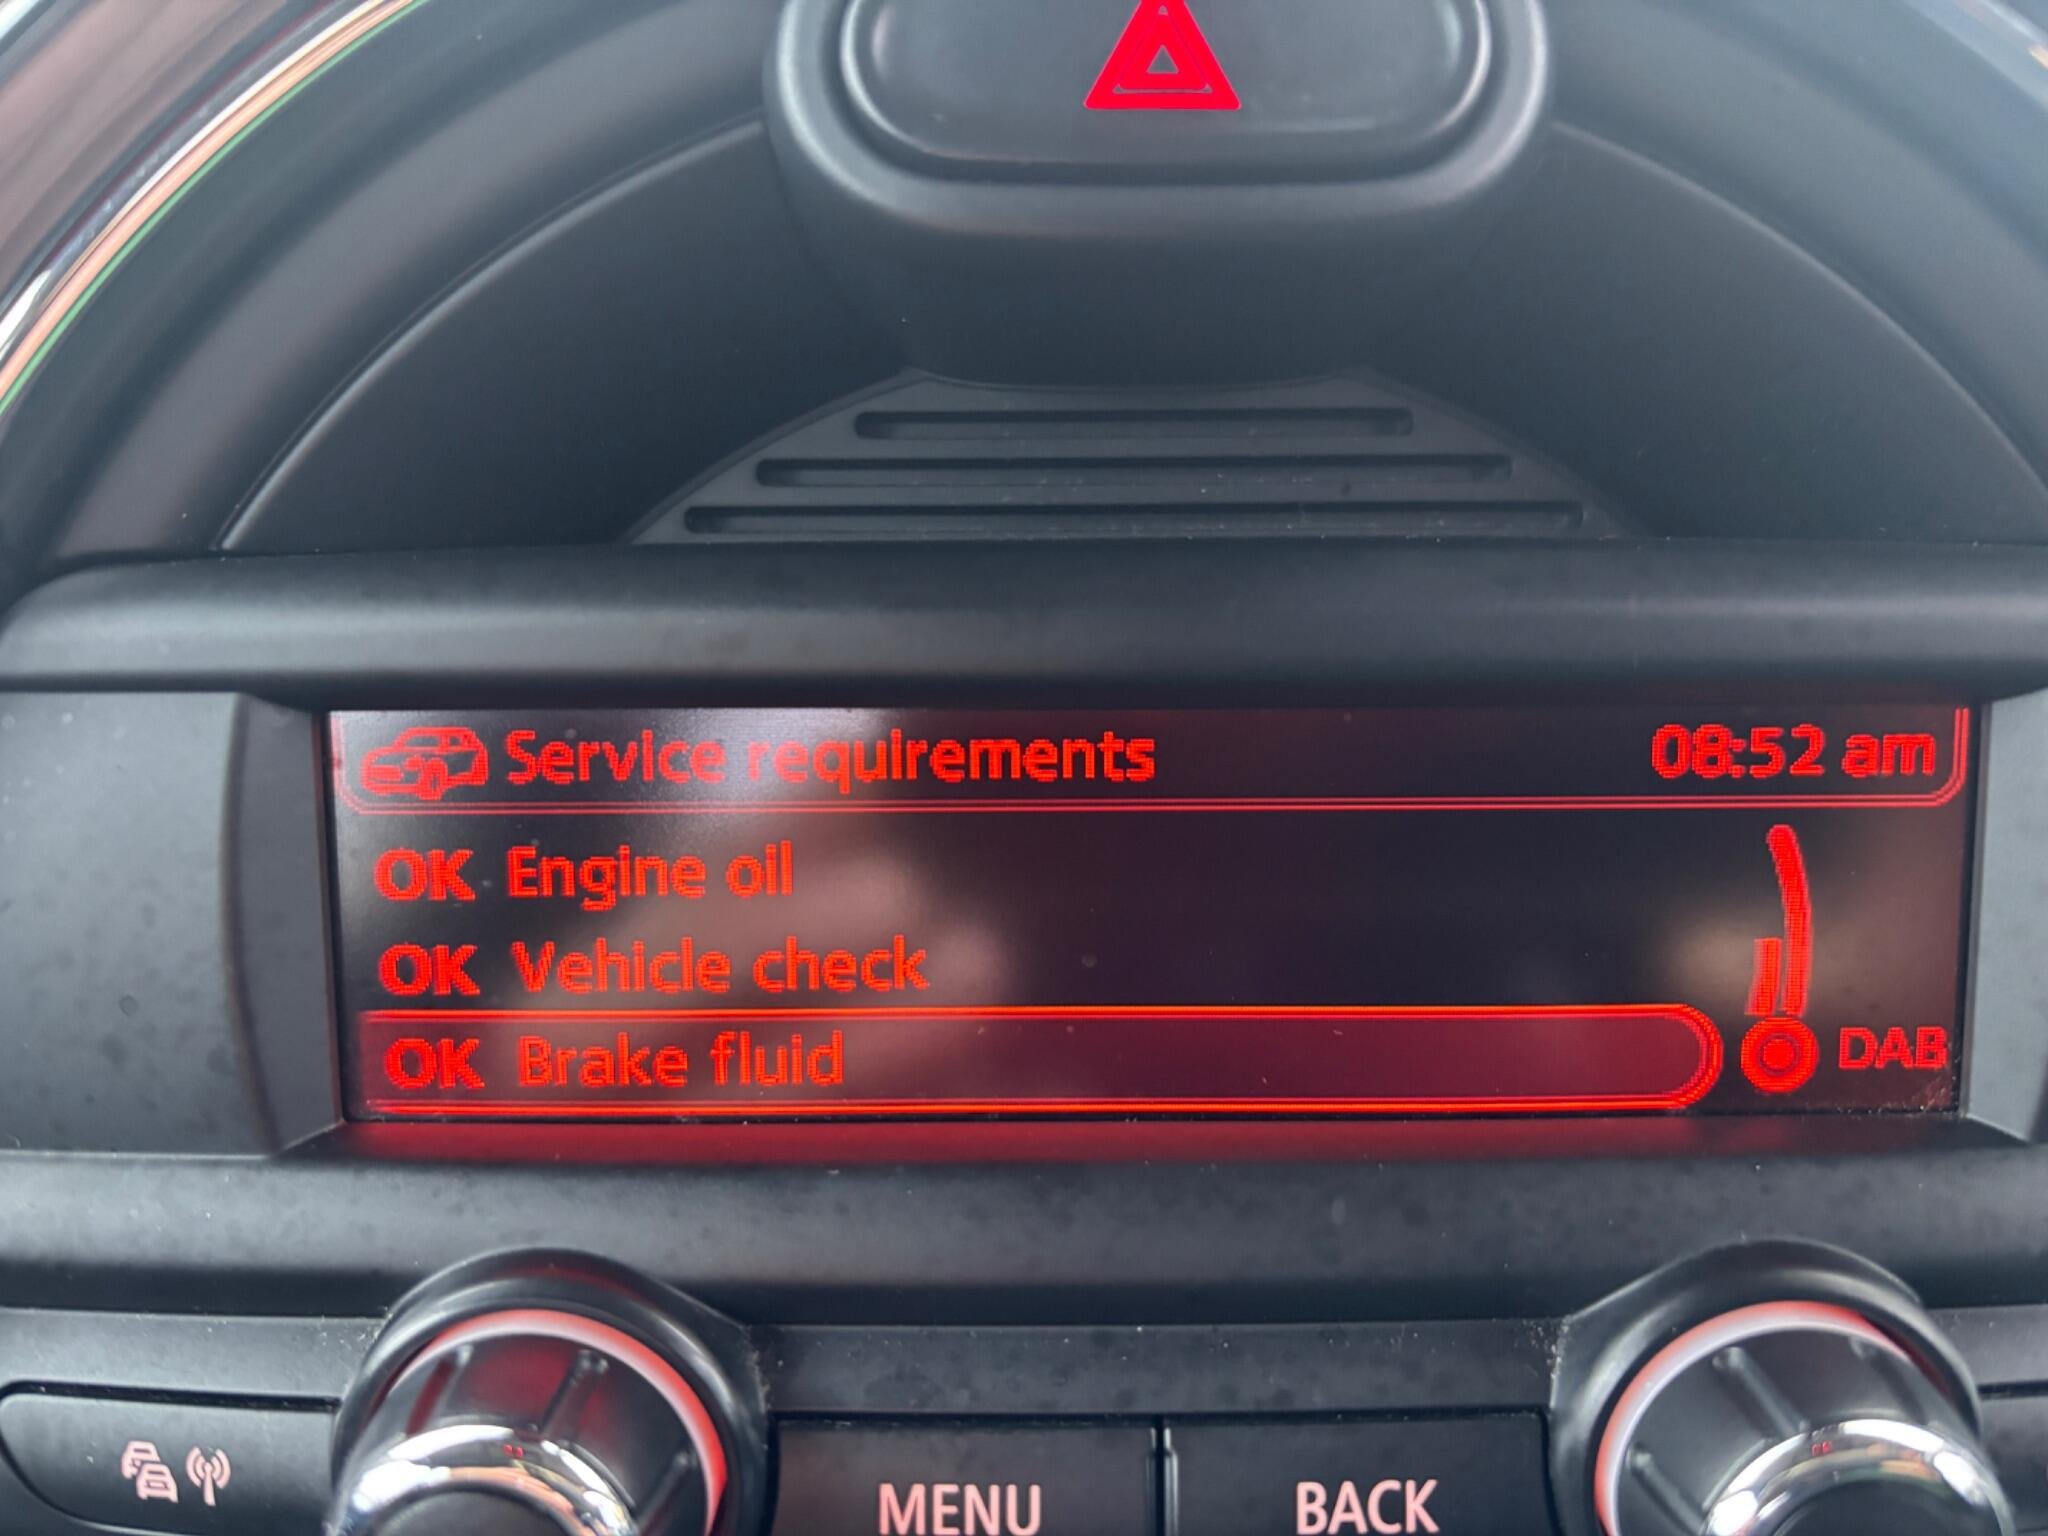 Service requirements 08:52 am
OK Engine oil
OK Vehicle check
OK Brake fluid
DAB
MENU BACK